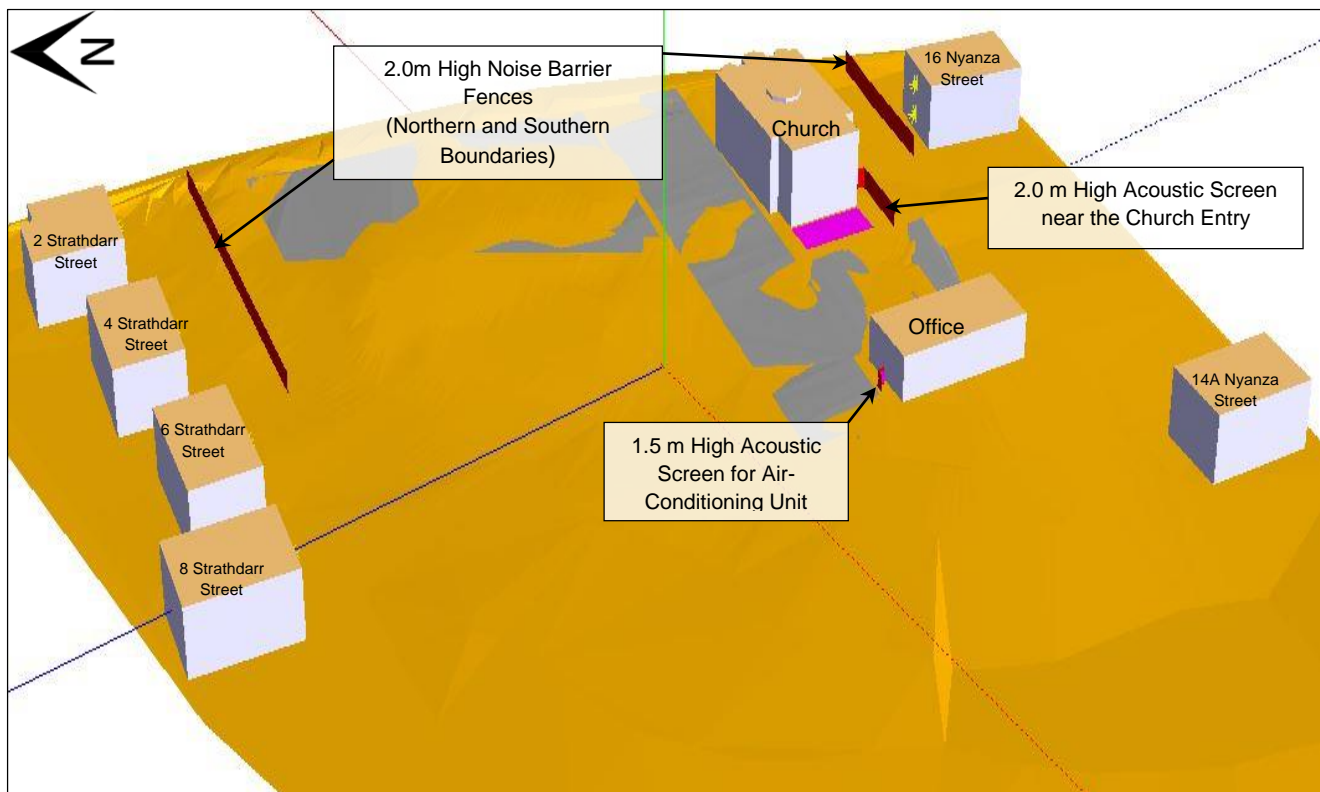 N
2.0m High Noise Barrier
Fences
(Northern and Southern
Boundaries)
16 Nyanza
Street
Church
2.0 m High Acoustic Screen
near the Church Entry
2 Strathdarr
Street
4 Strathdarr
Street
Office
14A Nyanza
Street
6 Strathdarr
Street
1.5 m High Acoustic
Screen for Air-
Conditioning Unit
8 Strathdarr
Street